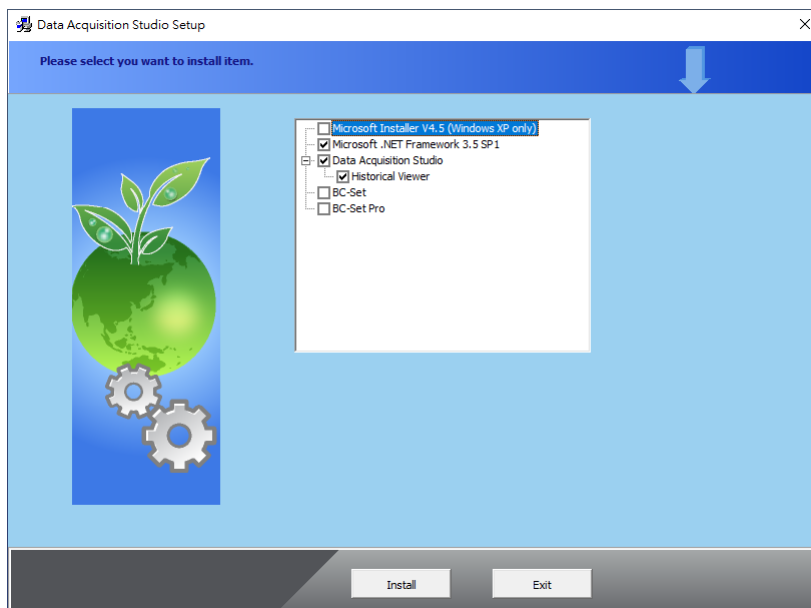 Data Acquisition Studio Setup
Please select you want to install item.
Microsoft Installer V4.5 (Windows XP only)
Microsoft .NET Framework 3.5 SP1
Data Acquisition Studio
Historical Viewer
BC-Set
BC-Set Pro
Install Exit